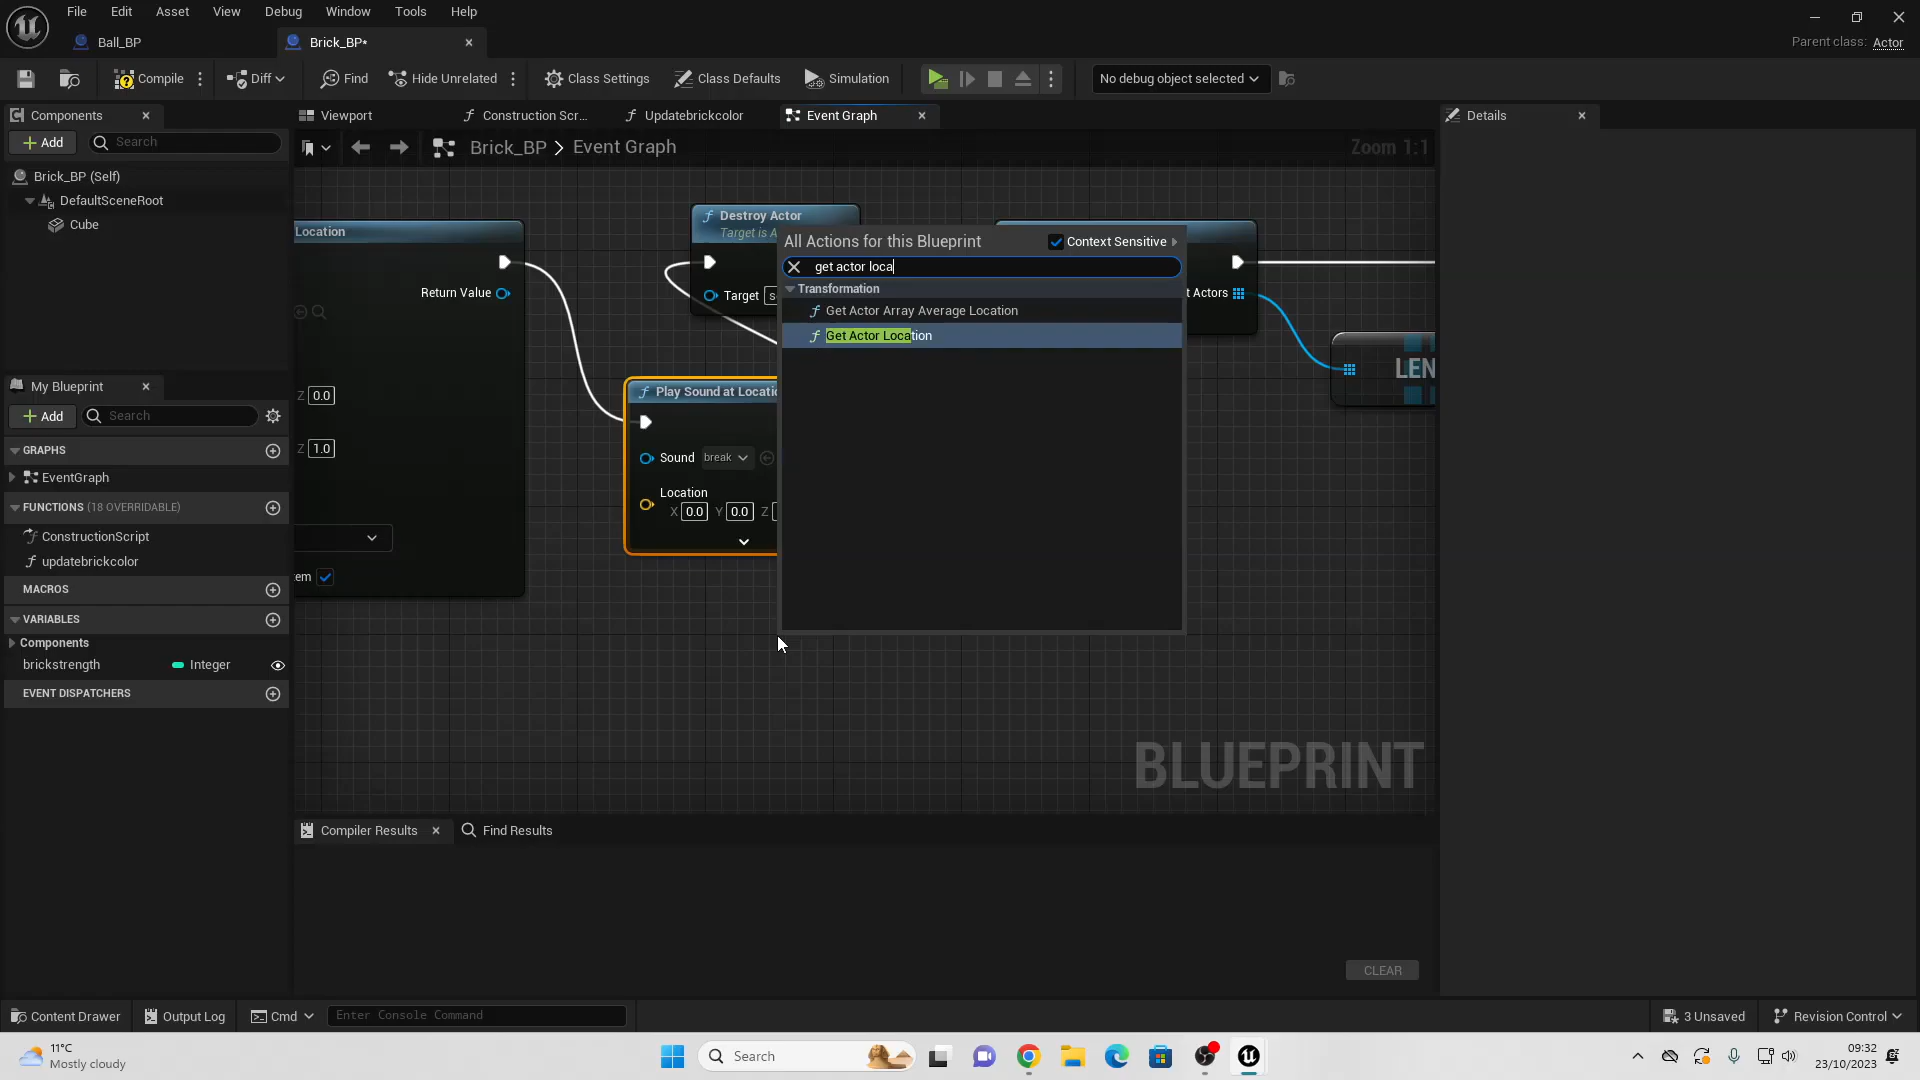 File Edit Asset View Debug Window Tools Help
Ball_BP
Brick_BP*
Parent class: Actor
Compile
Diff
Find
Hide Unrelated
Class Settings
Class Defaults
Simulation
No debug object selected
Components
Viewport
Construction Scr...
Updatebrickcolor
Event Graph
Details
Add
Search
Brick_BP > Event Graph
Zoom 1:1
Brick_BP (Self)
DefaultSceneRoot
Cube
Location
Return Value
Z 0.0
Z 1.0
em
Destroy Actor
Target is A
Target
All Actions for this Blueprint
Context Sensitive
get actor loca
Transformation
Get Actor Array Average Location
Get Actor Location
t Actors
LEN
Play Sound at Locatio
Sound break
Location
X 0.0 Y 0.0 Z
My Blueprint
Add
Search
GRAPHS
EventGraph
FUNCTIONS (18 OVERRIDABLE)
ConstructionScript
updatebrickcolor
MACROS
VARIABLES
Components
brickstrength Integer
EVENT DISPATCHERS
BLUEPRINT
Compiler Results
Find Results
CLEAR
Content Drawer
Output Log
Cmd
Enter Console Command
3 Unsaved
Revision Control
11°C
Mostly cloudy
Search
09:32
23/10/2023